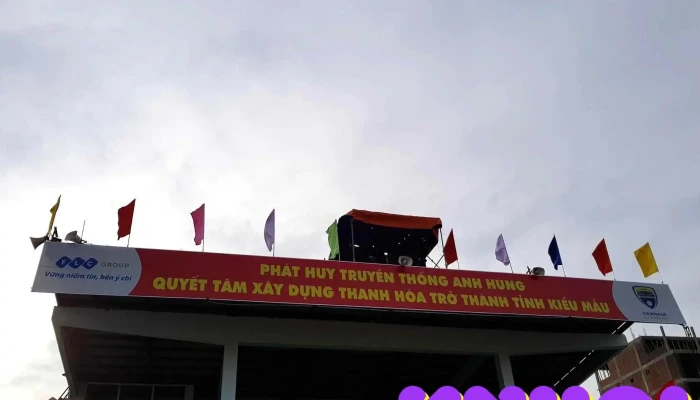 FLC GROUP
Vững niềm tin, bền ý chí
PHÁT HUY TRUYỀN THỐNG ANH HÙNG
QUYẾT TÂM XÂY DỰNG THANH HÓA TRỞ THÀNH TỈNH KIỂU MẪU